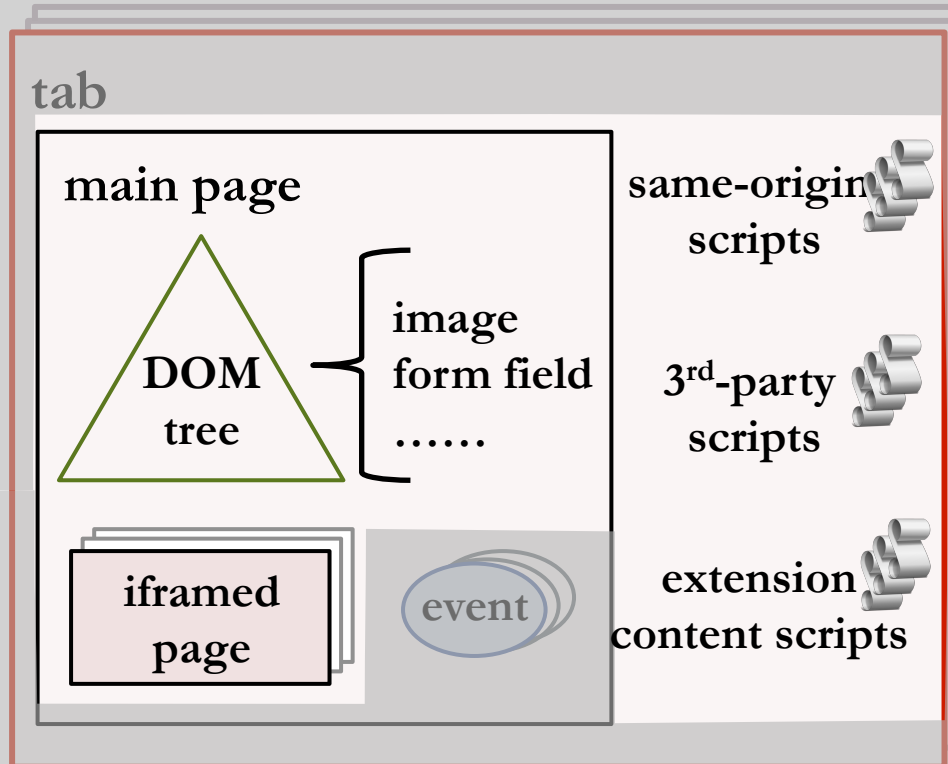 tab
main page
DOM
tree
image
form field
......
iframed
page
event
same-origin
scripts
3rd-party
scripts
extension
content scripts